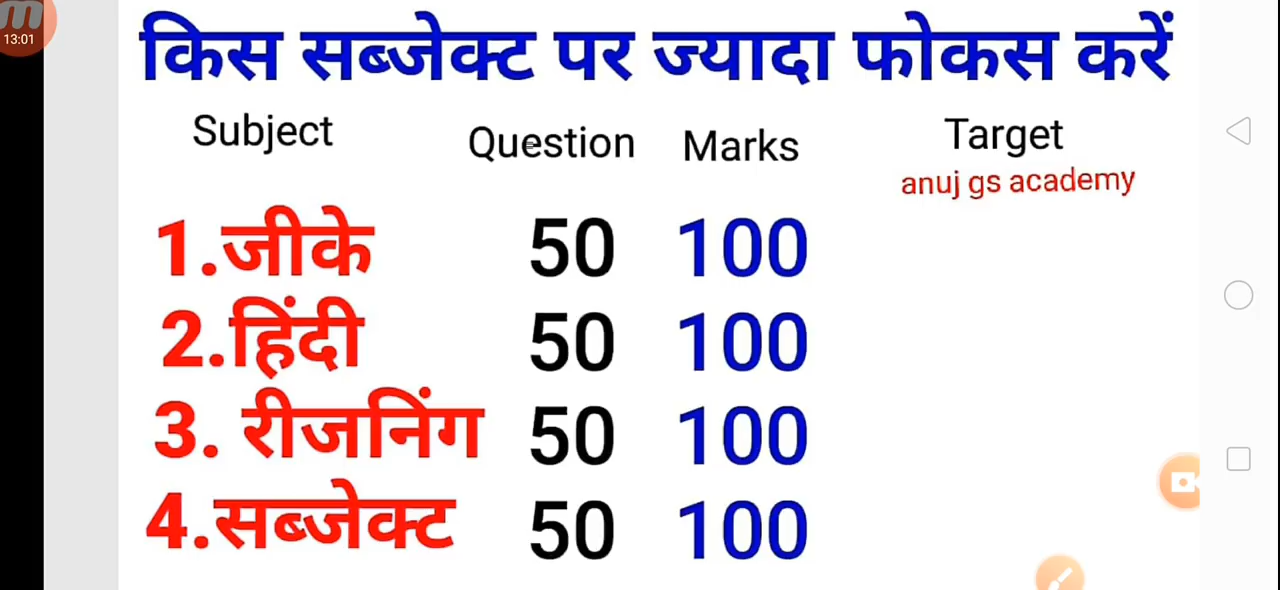 13:01
किस सब्जेक्ट पर ज्यादा फोकस करें
Subject Question Marks Target
anuj gs academy
1.जीके 50 100
2.हिंदी 50 100
3. रीजनिंग 50 100
4.सब्जेक्ट 50 100